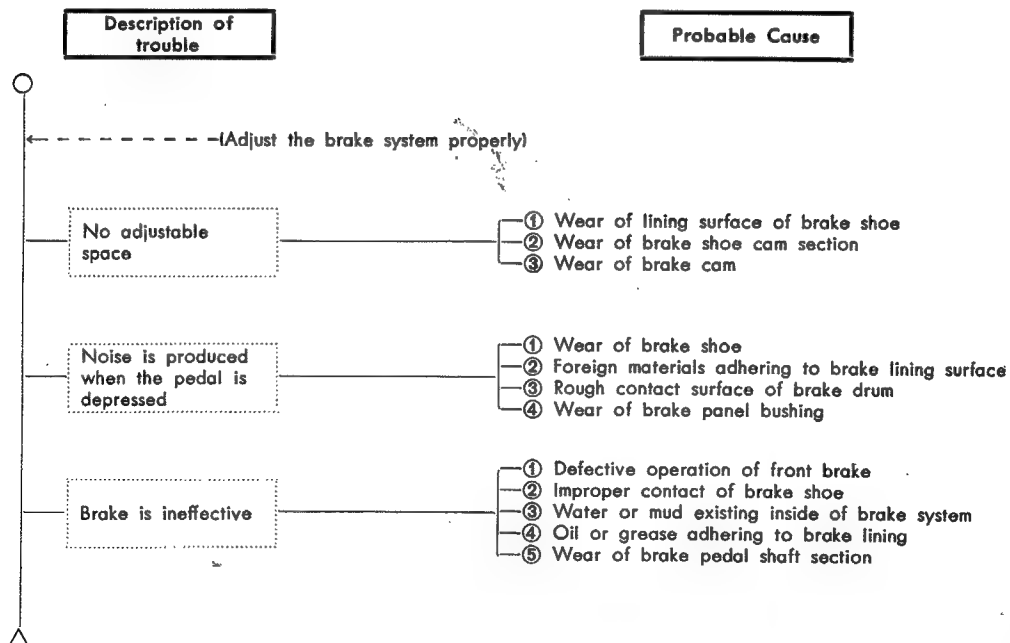 Description of
trouble
Probable Cause
(Adjust the brake system properly)
No adjustable
space
① Wear of lining surface of brake shoe
② Wear of brake shoe cam section
③ Wear of brake cam
Noise is produced
when the pedal is
depressed
① Wear of brake shoe
② Foreign materials adhering to brake lining surface
③ Rough contact surface of brake drum
④ Wear of brake panel bushing
Brake is ineffective
① Defective operation of front brake
② Improper contact of brake shoe
③ Water or mud existing inside of brake system
④ Oil or grease adhering to brake lining
⑤ Wear of brake pedal shaft section